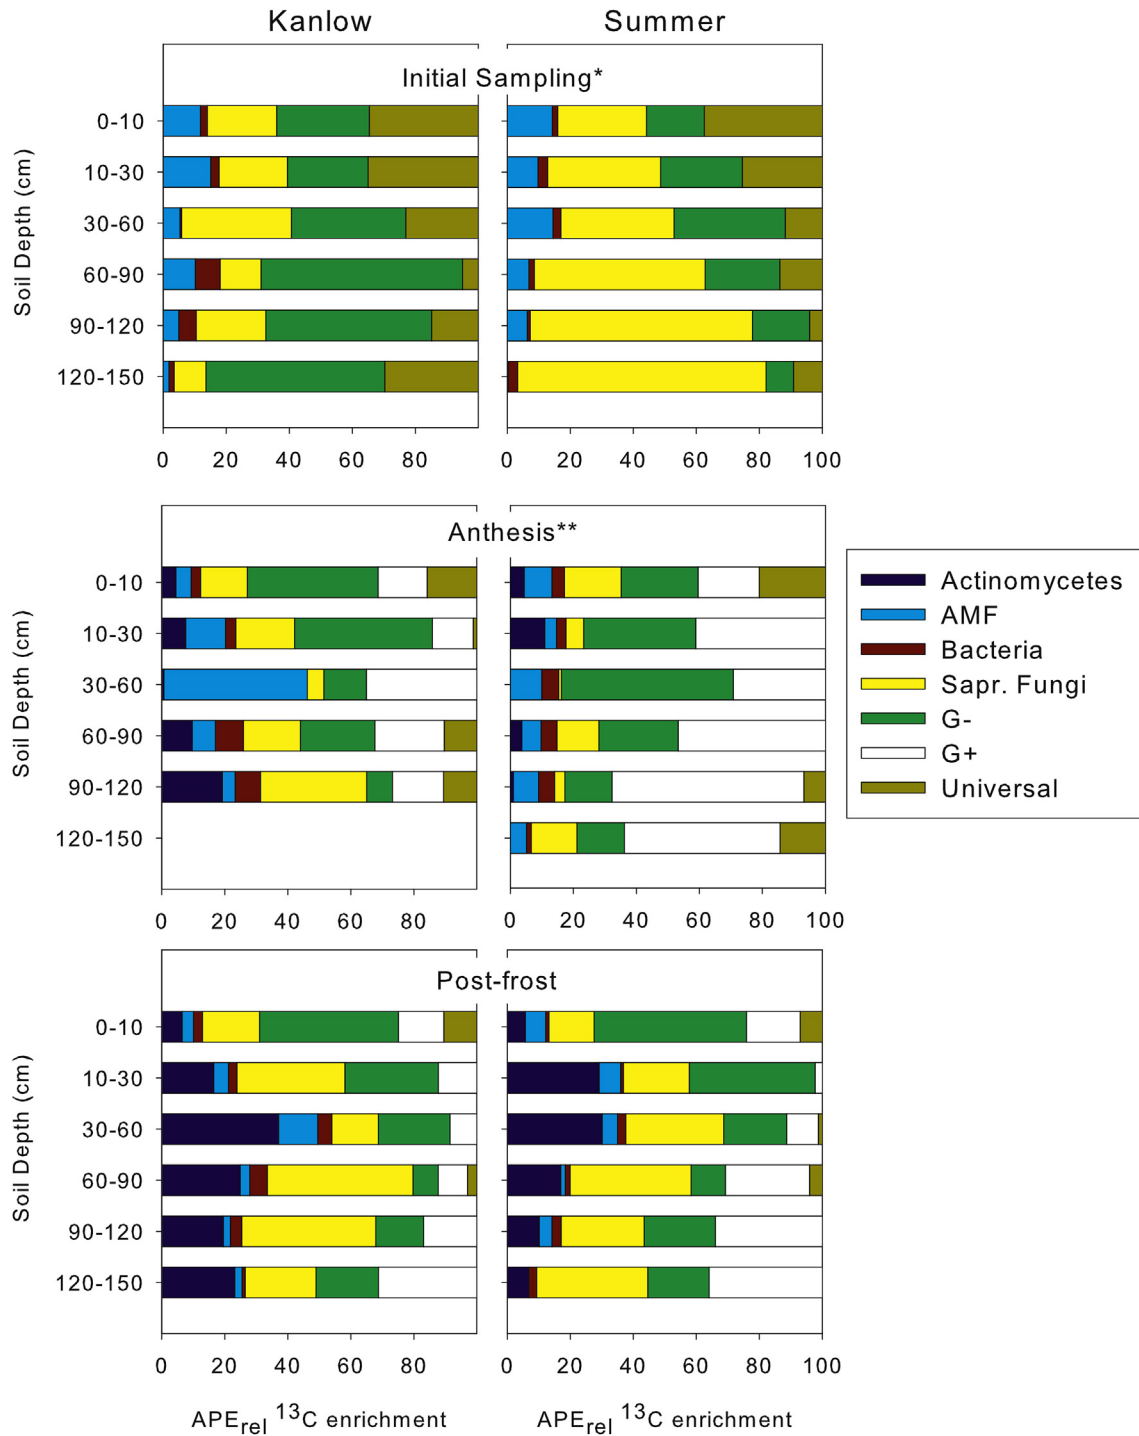 Kanlow
Summer
Initial Sampling*
Soil Depth (cm)
0-10
10-30
30-60
60-90
90-120
120-150
0 20 40 60 80
0 20 40 60 80 100
Anthesis**
Soil Depth (cm)
0-10
10-30
30-60
60-90
90-120
120-150
0 20 40 60 80
0 20 40 60 80 100
Actinomycetes
AMF
Bacteria
Sapr. Fungi
G-
G+
Universal
Post-frost
Soil Depth (cm)
0-10
10-30
30-60
60-90
90-120
120-150
0 20 40 60 80
0 20 40 60 80 100
APErel 13C enrichment
APErel 13C enrichment